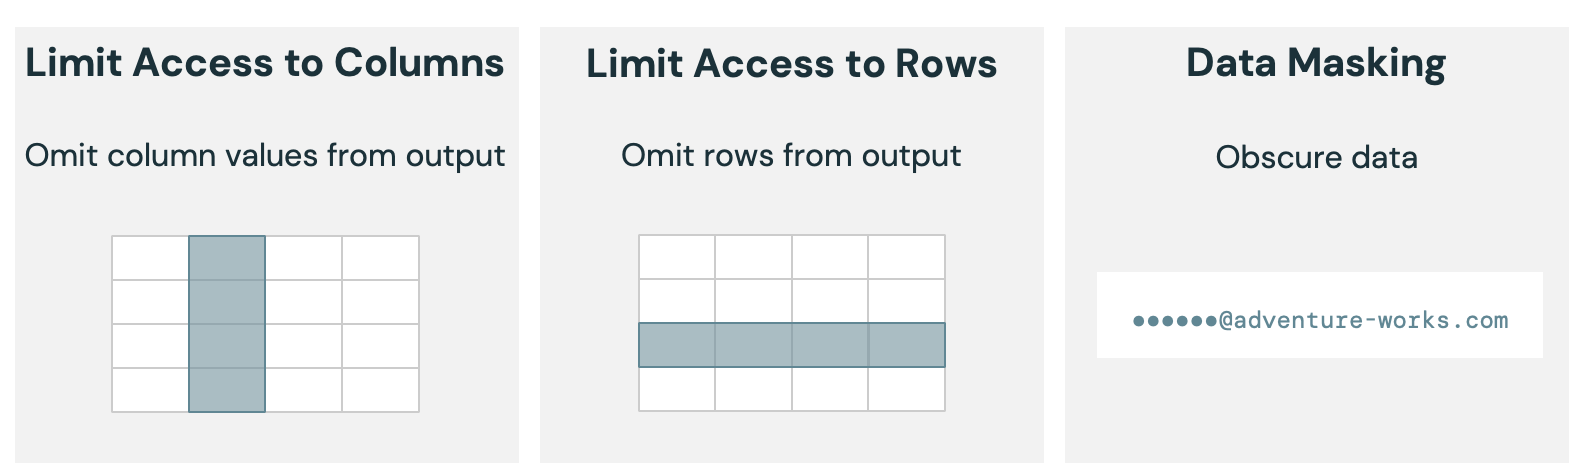 Limit Access to Columns
Omit column values from output
Limit Access to Rows
Omit rows from output
Data Masking
Obscure data
●●●●●●@adventure-works.com